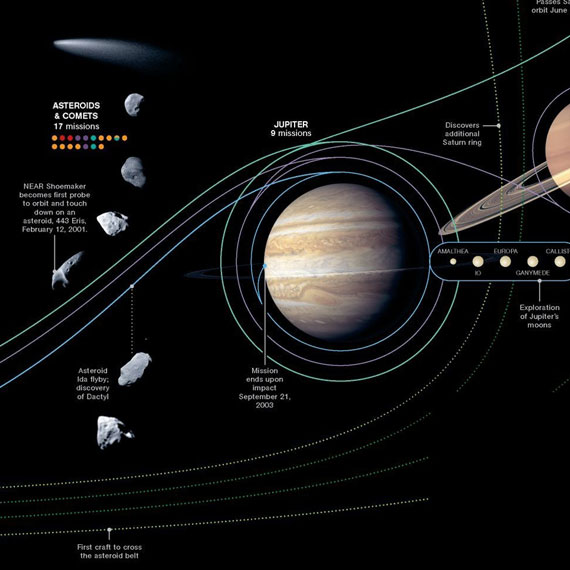 Passes S
orbit June
ASTEROIDS
& COMETS
17 missions
JUPITER
9 missions
Discovers
additional
Saturn ring
NEAR Shoemaker
becomes first probe
to orbit and touch
down on an
asteroid, 443 Eris,
February 12, 2001.
AMALTHEA
IO
EUROPA
GANYMEDE
CALLIST
Exploration
of Jupiter's
moons
Asteroid
Ida flyby;
discovery
of Dactyl
Mission
ends upon
impact
September 21,
2003
First craft to cross
the asteroid belt